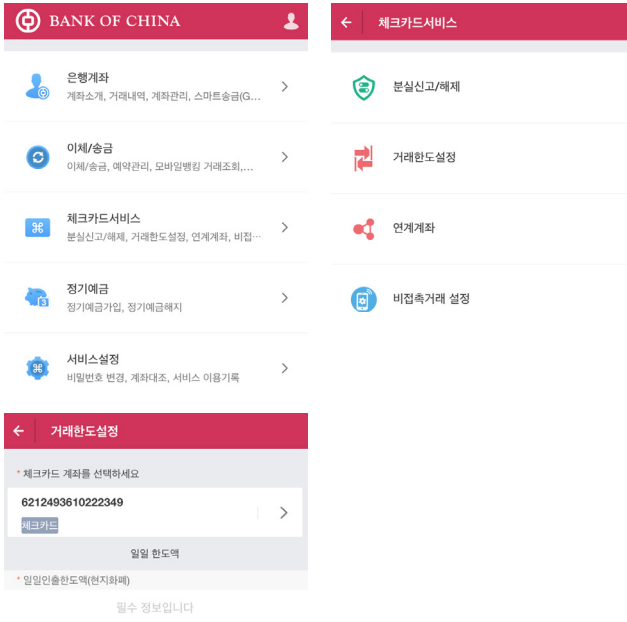 BANK OF CHINA
은행계좌
계좌소개, 거래내역, 계좌관리, 스마트송금(G...
이체/송금
이체/송금, 예약관리, 모바일뱅킹 거래조회,...
체크카드서비스
분실신고/해제, 거래한도설정, 연계계좌, 비접...
정기예금
정기예금가입, 정기예금해지
서비스설정
비밀번호 변경, 계좌대조, 서비스 이용기록
체크카드서비스
분실신고/해제
거래한도설정
연계계좌
비접촉거래 설정
거래한도설정
* 체크카드 계좌를 선택하세요
6212493610222349
체크카드
일일 한도액
* 일일인출한도액(현지화폐)
필수 정보입니다